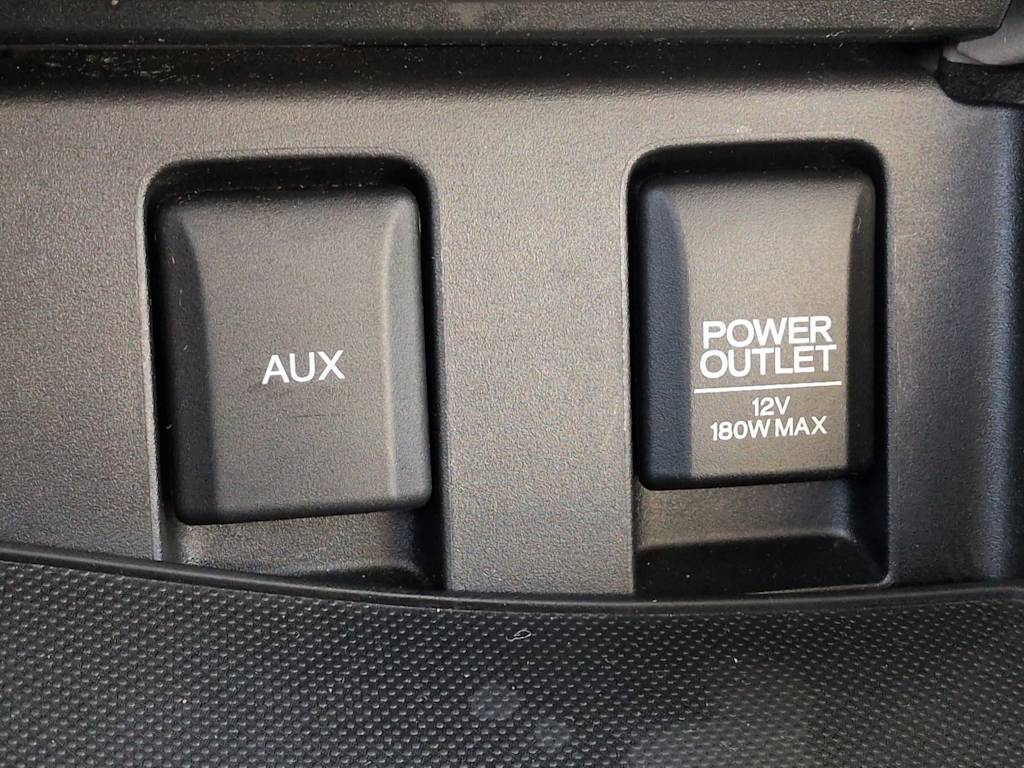 AUX
POWER
OUTLET
12V
180W MAX